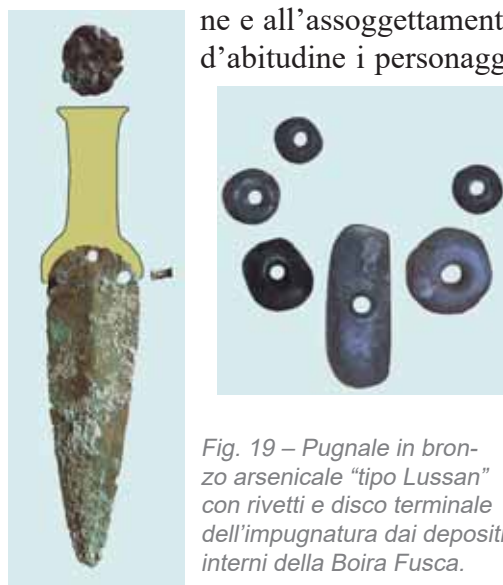 ne e all’assoggettament
d’abitudine i personagg
Fig. 19 – Pugnale in bron-
zo arsenicale “tipo Lussan”
con rivetti e disco terminale
dell’impugnatura dai depositi
interni della Boira Fusca.